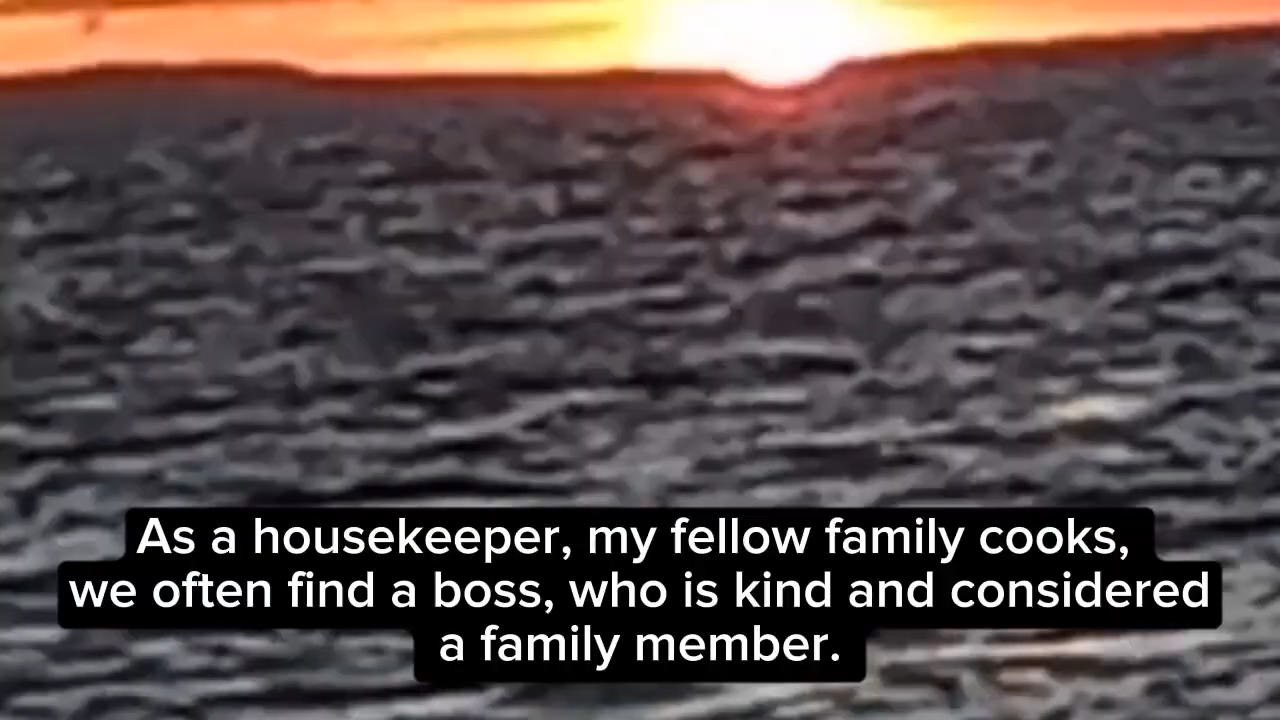 As a housekeeper, my fellow family cooks,
we often find a boss, who is kind and considered
a family member.